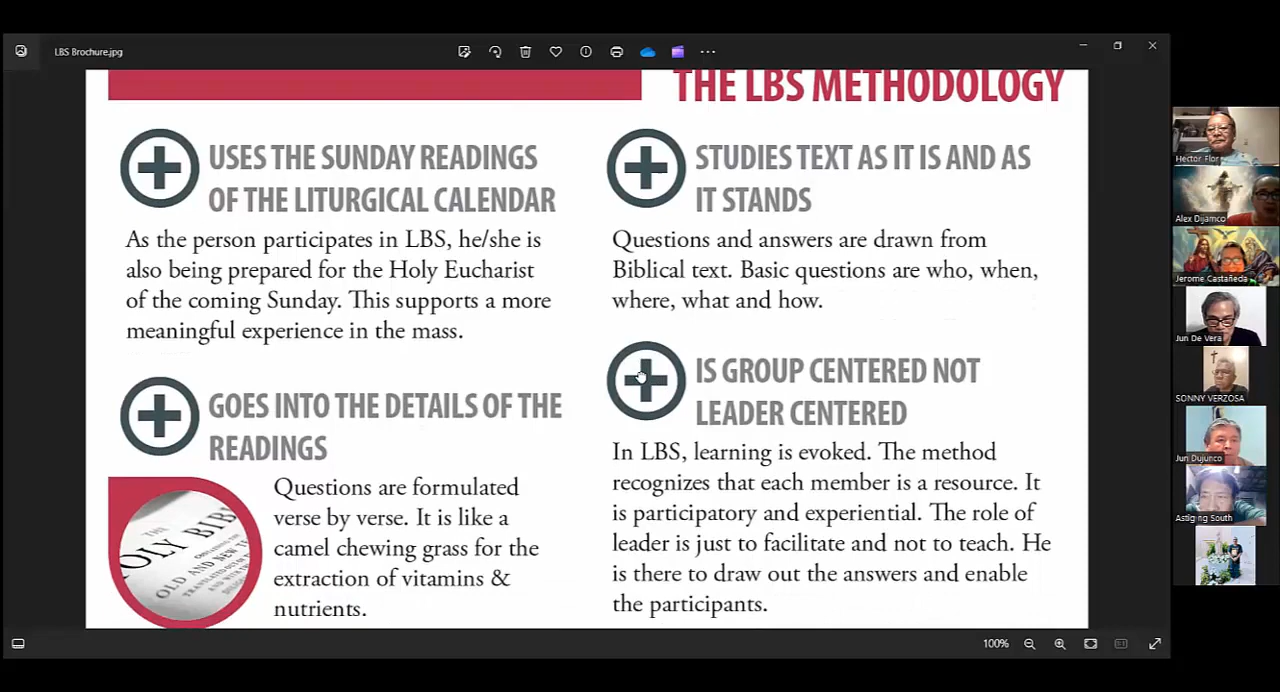 LBS Brochure.jpg
THE LBS METHODOLOGY
USES THE SUNDAY READINGS
OF THE LITURGICAL CALENDAR
As the person participates in LBS, he/she is
also being prepared for the Holy Eucharist
of the coming Sunday. This supports a more
meaningful experience in the mass.
GOES INTO THE DETAILS OF THE
READINGS
Questions are formulated
verse by verse. It is like a
camel chewing grass for the
extraction of vitamins &
nutrients.
STUDIES TEXT AS IT IS AND AS
IT STANDS
Questions and answers are drawn from
Biblical text. Basic questions are who, when,
where, what and how.
IS GROUP CENTERED NOT
LEADER CENTERED
In LBS, learning is evoked. The method
recognizes that each member is a resource. It
is participatory and experiential. The role of
leader is just to facilitate and not to teach. He
is there to draw out the answers and enable
the participants.
100%
Hector Flor
Alex Dijamco
Jerome Castañeda
Jun De Vera
SONNY VERZOSA
Jun Dujunco
Astiging South